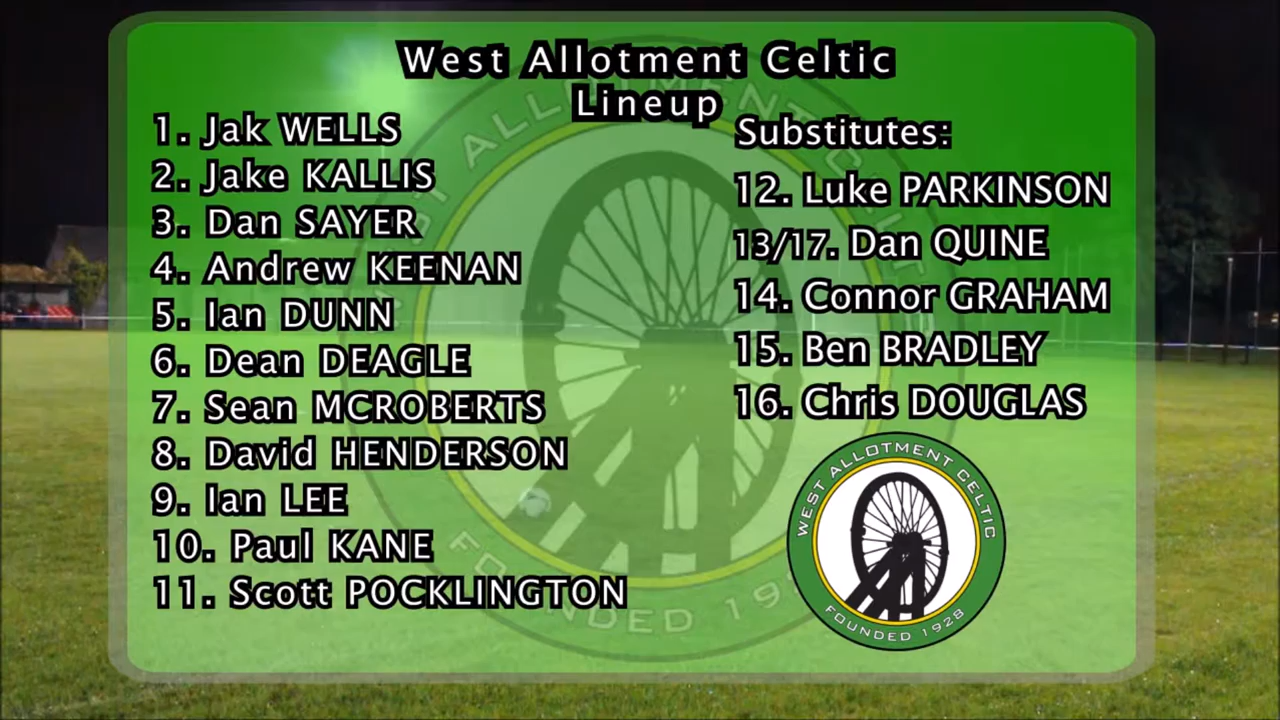 West Allotment Celtic
Lineup
1. Jak WELLS
2. Jake KALLIS
3. Dan SAYER
4. Andrew KEENAN
5. Ian DUNN
6. Dean DEAGLE
7. Sean MCROBERTS
8. David HENDERSON
9. Ian LEE
10. Paul KANE
11. Scott POCKLINGTON
Substitutes:
12. Luke PARKINSON
13/17. Dan QUINE
14. Connor GRAHAM
15. Ben BRADLEY
16. Chris DOUGLAS
WEST ALLOTMENT CELTIC
FOUNDED 1928